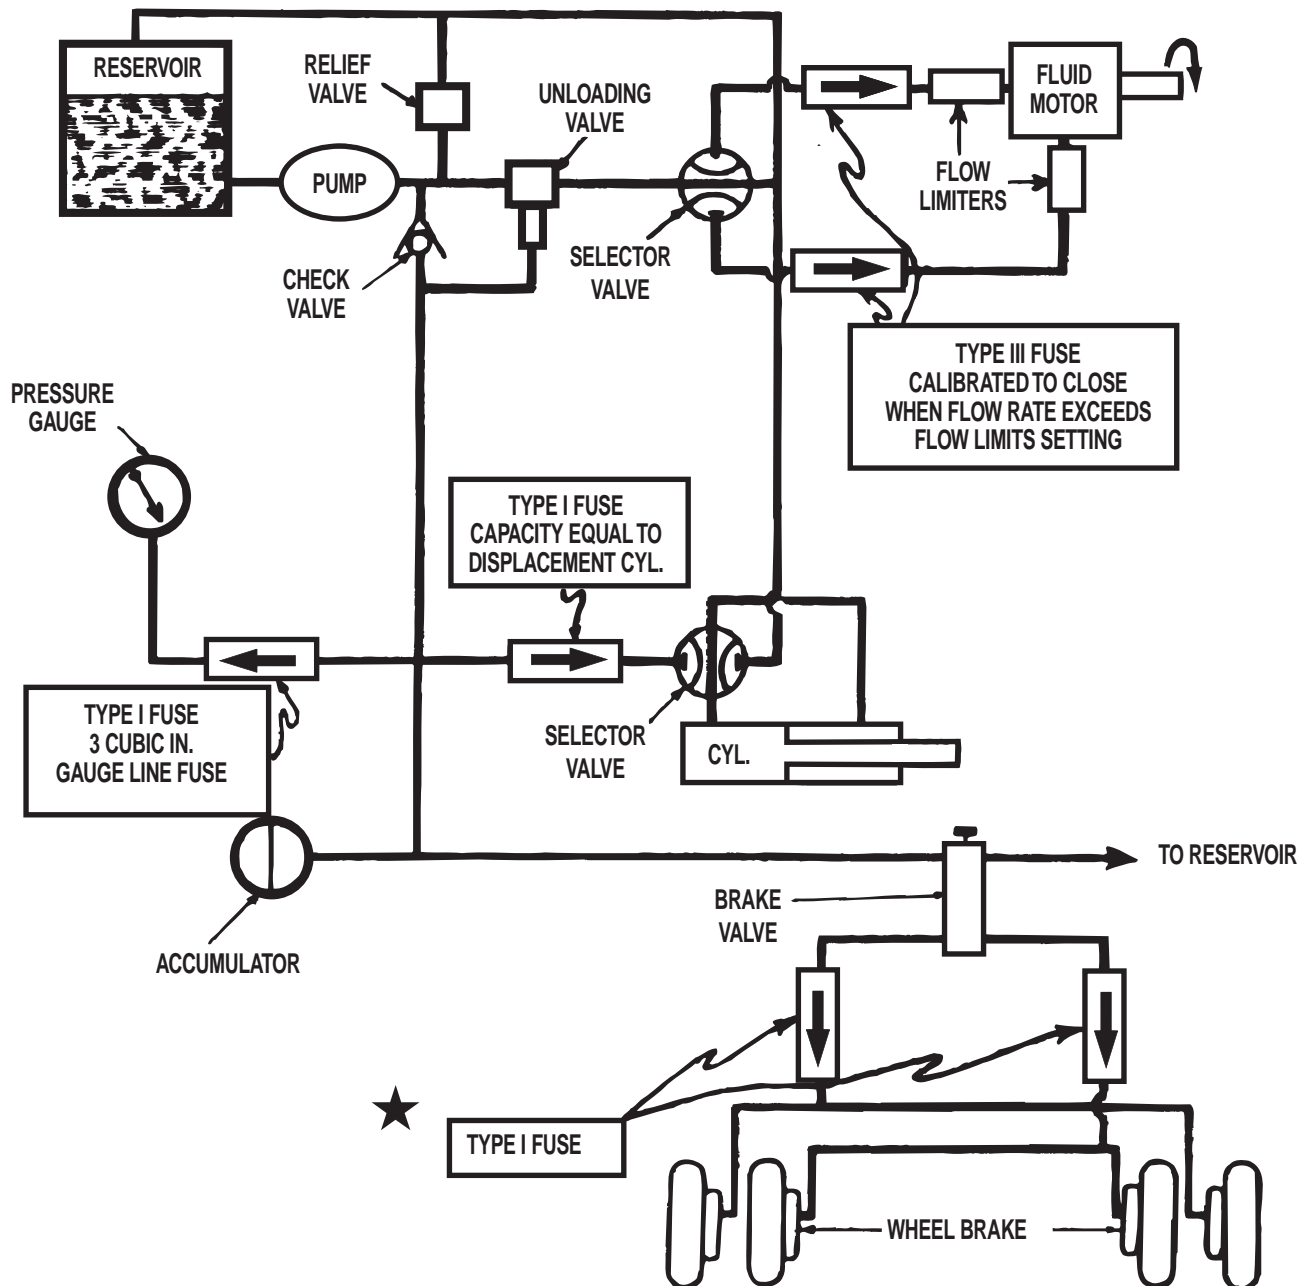 RESERVOIR
RELIEF
VALVE
UNLOADING
VALVE
FLUID
MOTOR
PUMP
FLOW
LIMITERS
SELECTOR
VALVE
CHECK
VALVE
TYPE III FUSE
CALIBRATED TO CLOSE
WHEN FLOW RATE EXCEEDS
FLOW LIMITS SETTING
PRESSURE
GAUGE
TYPE I FUSE
CAPACITY EQUAL TO
DISPLACEMENT CYL.
TYPE I FUSE
3 CUBIC IN.
GAUGE LINE FUSE
SELECTOR
VALVE
CYL.
TO RESERVOIR
BRAKE
VALVE
ACCUMULATOR
TYPE I FUSE
WHEEL BRAKE